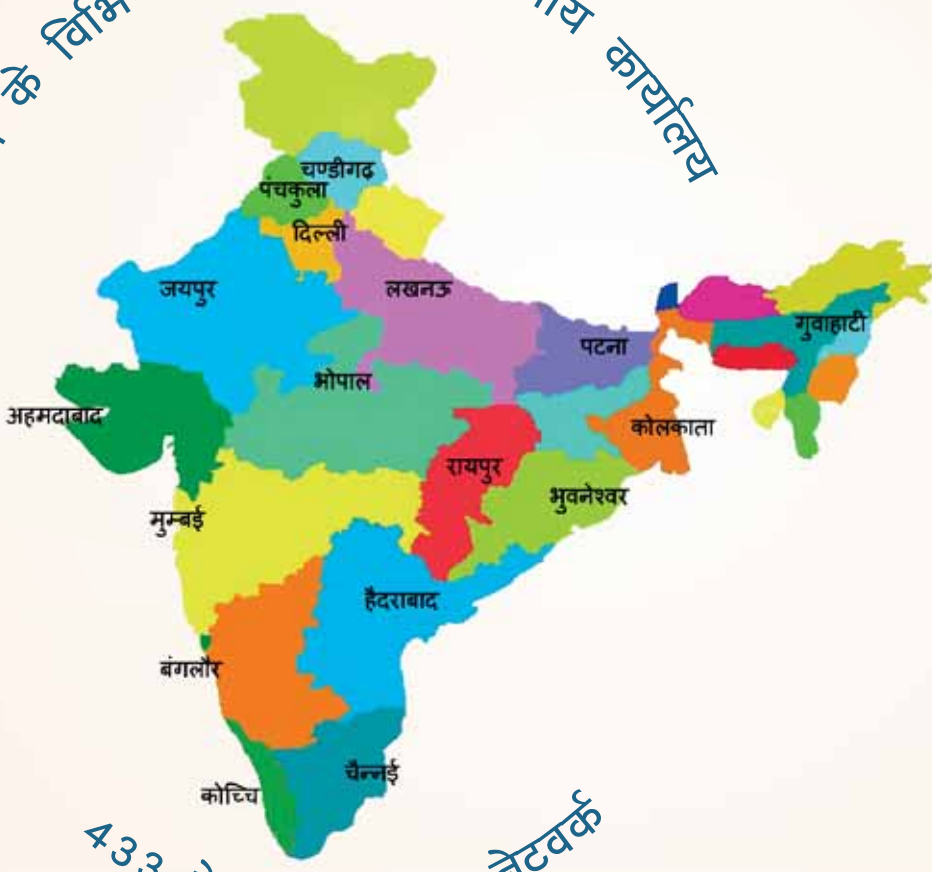 के
कार्यालय
चण्डीगढ़
पंचकुला
दिल्ली
जयपुर
लखनऊ
गुवाहाटी
पटना
भोपाल
अहमदाबाद
कोलकाता
रायपुर
भुवनेश्वर
मुम्बई
हैदराबाद
बंगलौर
चैन्नई
कोच्चि
433
नेटवर्क